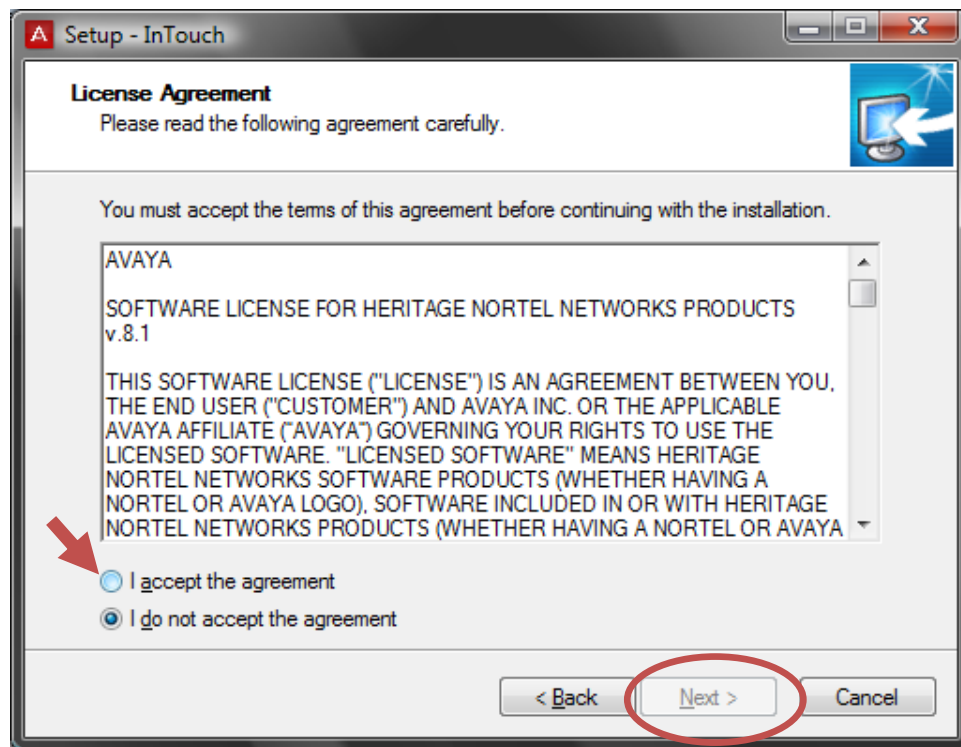 Setup - InTouch
License Agreement
Please read the following agreement carefully.
You must accept the terms of this agreement before continuing with the installation.
AVAYA
SOFTWARE LICENSE FOR HERITAGE NORTEL NETWORKS PRODUCTS
v.8.1
THIS SOFTWARE LICENSE ("LICENSE") IS AN AGREEMENT BETWEEN YOU,
THE END USER ("CUSTOMER") AND AVAYA INC. OR THE APPLICABLE
AVAYA AFFILIATE ("AVAYA") GOVERNING YOUR RIGHTS TO USE THE
LICENSED SOFTWARE. "LICENSED SOFTWARE" MEANS HERITAGE
NORTEL NETWORKS SOFTWARE PRODUCTS (WHETHER HAVING A
NORTEL OR AVAYA LOGO), SOFTWARE INCLUDED IN OR WITH HERITAGE
NORTEL NETWORKS PRODUCTS (WHETHER HAVING A NORTEL OR AVAYA
I accept the agreement
I do not accept the agreement
< Back Next > Cancel